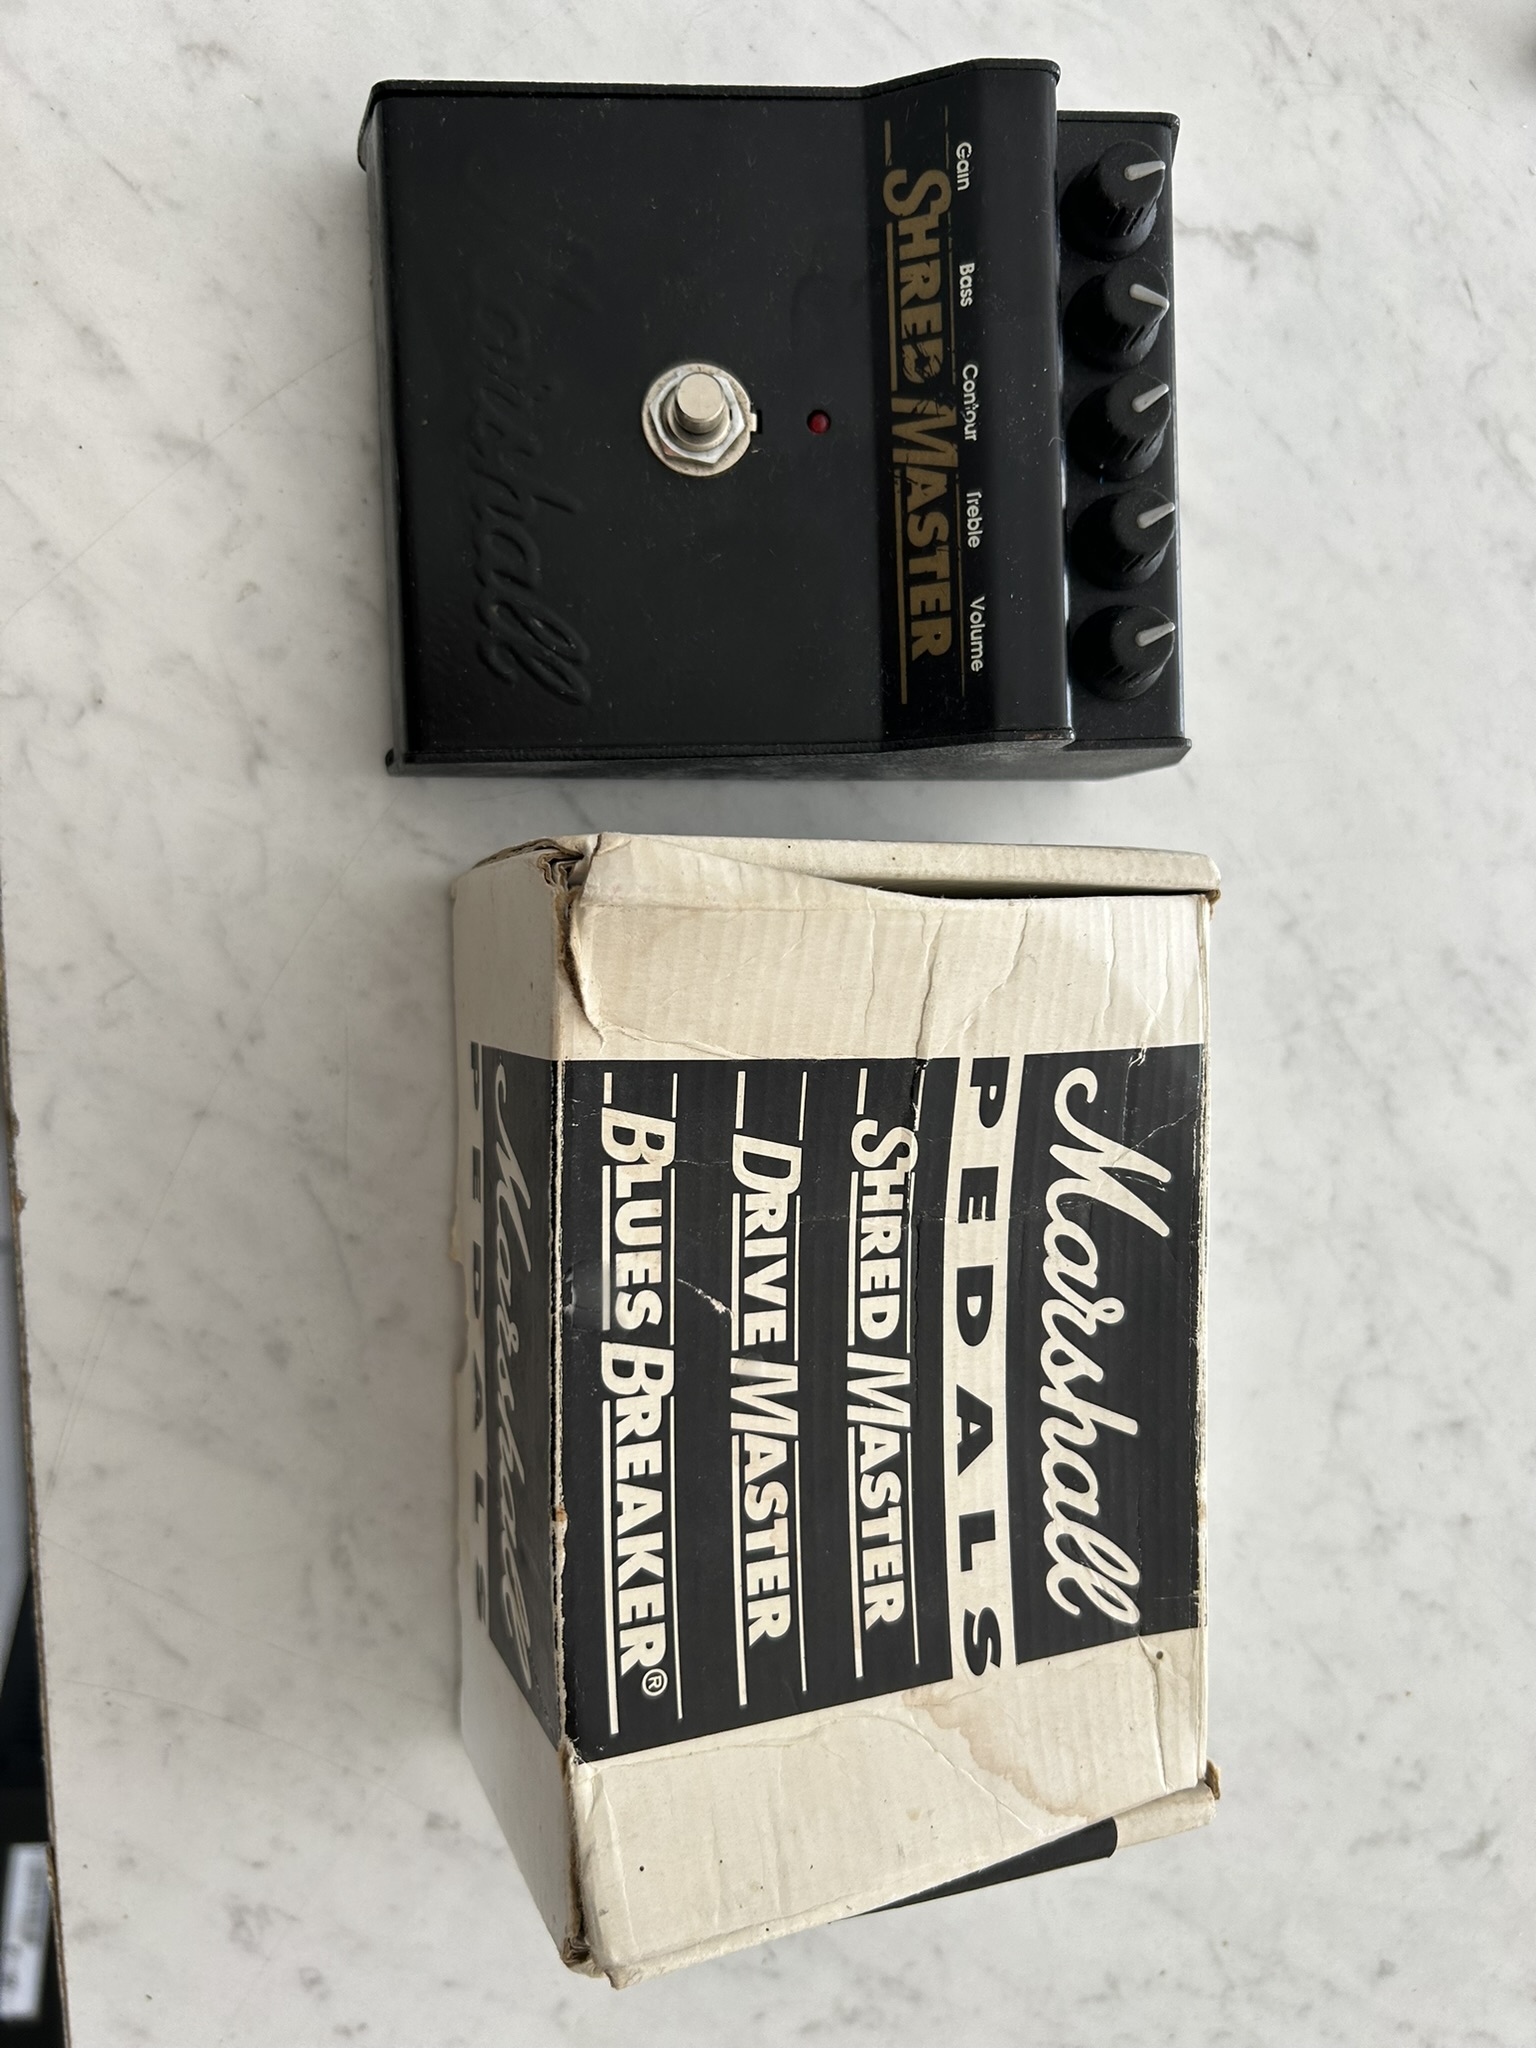 Gain Bass Contour Treble Volume
SHRED MASTER
Marshall
Marshall
PEDALS
SHRED MASTER
DRIVE MASTER
BLUES BREAKER®
Marshall
PEDALS